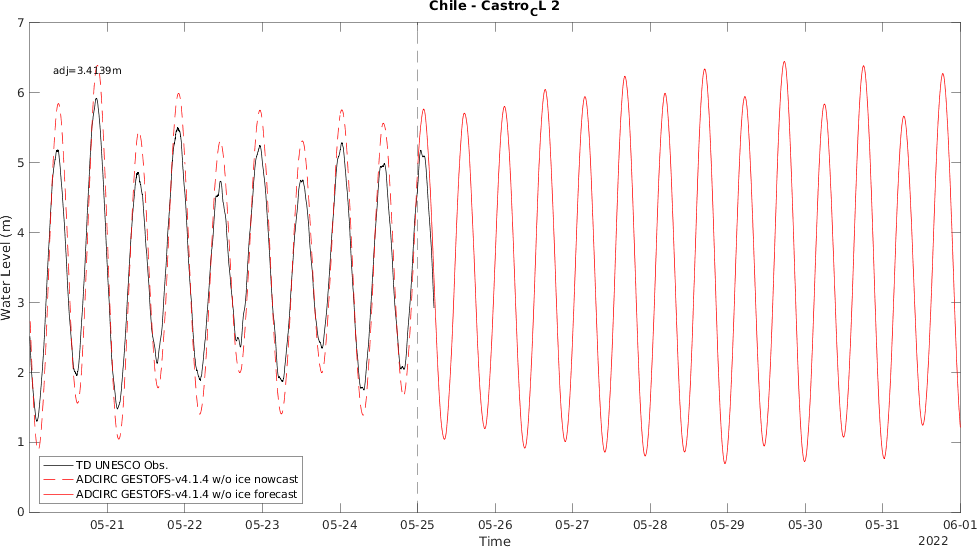 Chile - Castro_CL 2
adj=3.4139m
7
6
5
4
3
2
1
0
Water Level (m)
TD UNESCO Obs.
ADCIRC GESTOFS-v4.1.4 w/o ice nowcast
ADCIRC GESTOFS-v4.1.4 w/o ice forecast
05-21 05-22 05-23 05-24 05-25 05-26 05-27 05-28 05-29 05-30 05-31 06-01
Time
2022